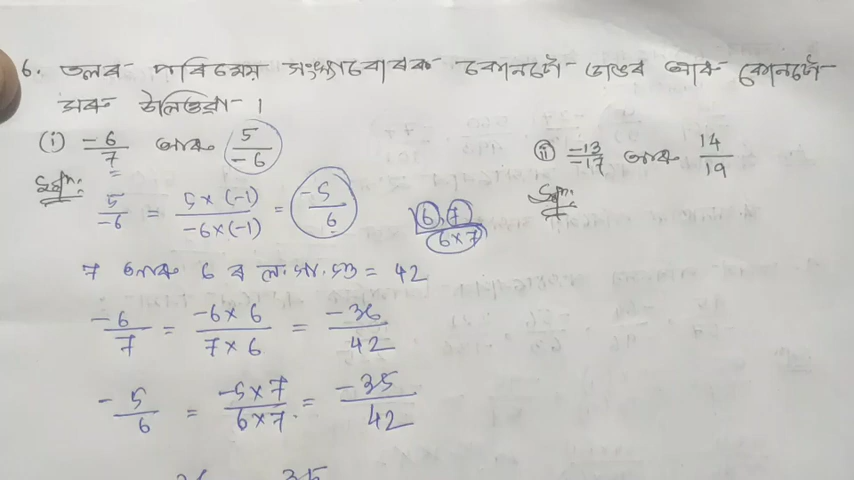 6. তলৰ পৰিমেয় সংখ্যাবোৰক কোনটো ডাঙৰ আৰু কোনটো
সৰু উলিওৱা ।
(i) -6/7 আৰু 5/-6
Solⁿ:
5/-6 = 5×(-1)/-6×(-1) = -5/6
6, 7
6×7
7 আৰু 6 ৰ ল.সা.গু = 42
-6/7 = -6×6/7×6 = -36/42
-5/6 = -5×7/6×7 = -35/42
(ii) -13/-17 আৰু 14/19
Solⁿ: